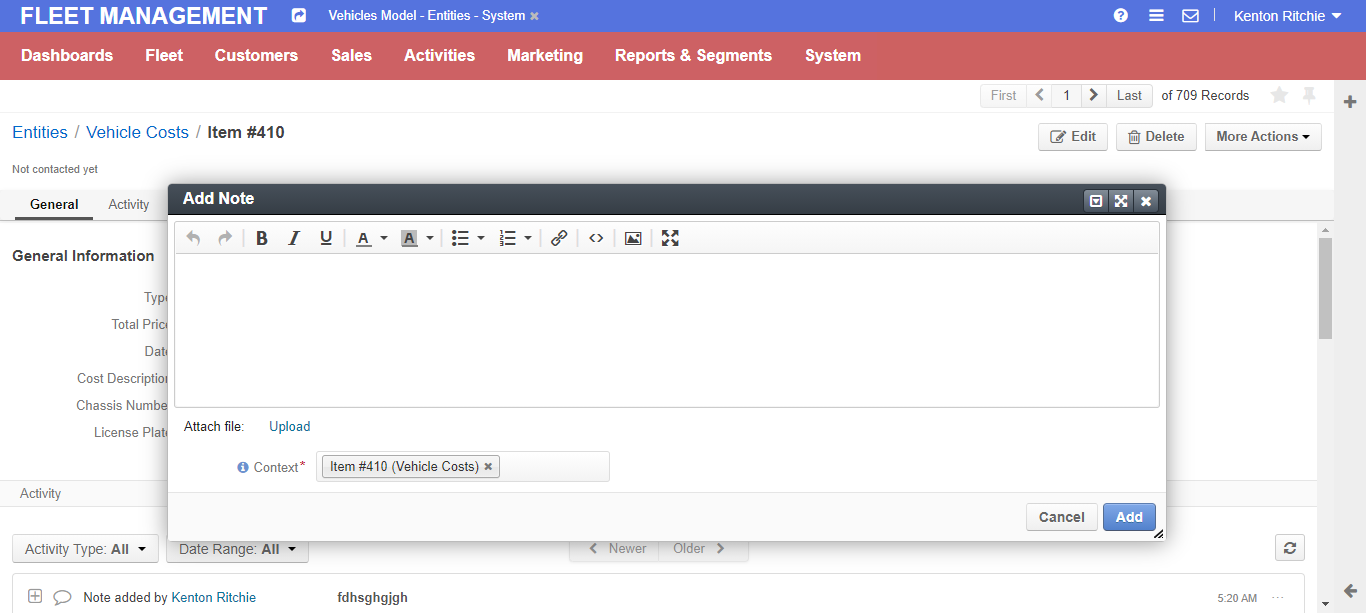 FLEET MANAGEMENT Vehicles Model - Entities - System Kenton Ritchie
Dashboards Fleet Customers Sales Activities Marketing Reports & Segments System
First 1 Last of 709 Records
Entities / Vehicle Costs / Item #410 Edit Delete More Actions
Not contacted yet
General Activity
Add Note
General Information
Type
Total Price
Date
Cost Description
Chassis Number
License Plate
Attach file: Upload
Context* Item #410 (Vehicle Costs)
Cancel Add
Activity
Activity Type: All Date Range: All Newer Older
Note added by Kenton Ritchie fdhsghgjgh 5:20 AM